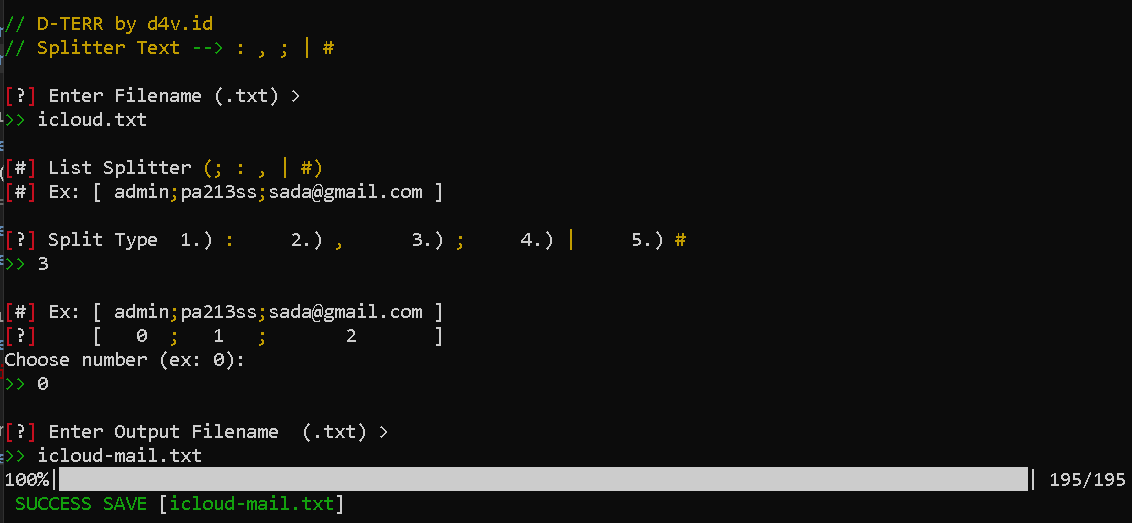 // D-TERR by d4v.id
// Splitter Text --> : , ; | #
[?] Enter Filename (.txt) >
>> icloud.txt
[#] List Splitter (; : , | #)
[#] Ex: [ admin;pa213ss;sada@gmail.com ]
[?] Split Type  1.) :     2.) ,      3.) ;     4.) |     5.) #
>> 3
[#] Ex: [ admin;pa213ss;sada@gmail.com ]
[?]     [   0  ;   1   ;       2       ]
Choose number (ex: 0):
>> 0
[?] Enter Output Filename  (.txt) >
>> icloud-mail.txt
100%| | 195/195
SUCCESS SAVE [icloud-mail.txt]